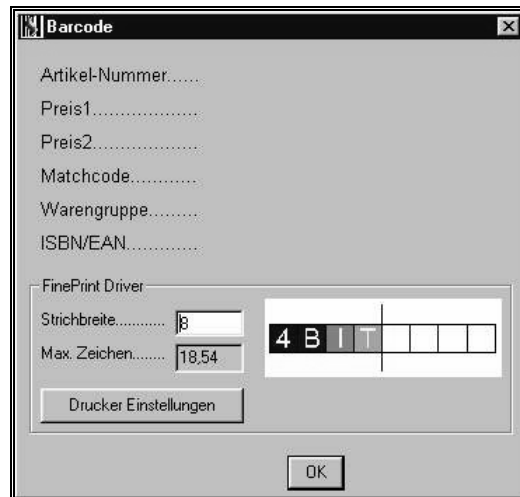 Barcode
Artikel-Nummer......
Preis1...................
Preis2...................
Matchcode............
Warengruppe.........
ISBN/EAN.............
FinePrint Driver
Strichbreite............ 8
Max. Zeichen........ 18,54
4 B I T
Drucker Einstellungen
OK